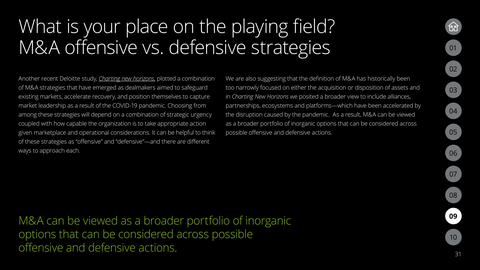 What is your place on the playing field?
M&A offensive vs. defensive strategies
Another recent Deloitte study, Charting new horizons, plotted a combination
of M&A strategies that have emerged as dealmakers aimed to safeguard
existing markets, accelerate recovery, and position themselves to capture
market leadership as a result of the COVID-19 pandemic. Choosing from
among these strategies will depend on a combination of strategic urgency
coupled with how capable the organization is to take appropriate action
given marketplace and operational considerations. It can be helpful to think
of these strategies as “offensive” and “defensive”—and there are different
ways to approach each.
We are also suggesting that the definition of M&A has historically been
too narrowly focused on either the acquisition or disposition of assets and
in Charting New Horizons we posited a broader view to include alliances,
partnerships, ecosystems and platforms—which have been accelerated by
the disruption caused by the pandemic. As a result, M&A can be viewed
as a broader portfolio of inorganic options that can be considered across
possible offensive and defensive actions.
M&A can be viewed as a broader portfolio of inorganic
options that can be considered across possible
offensive and defensive actions.
01
02
03
04
05
06
07
08
09
10
31